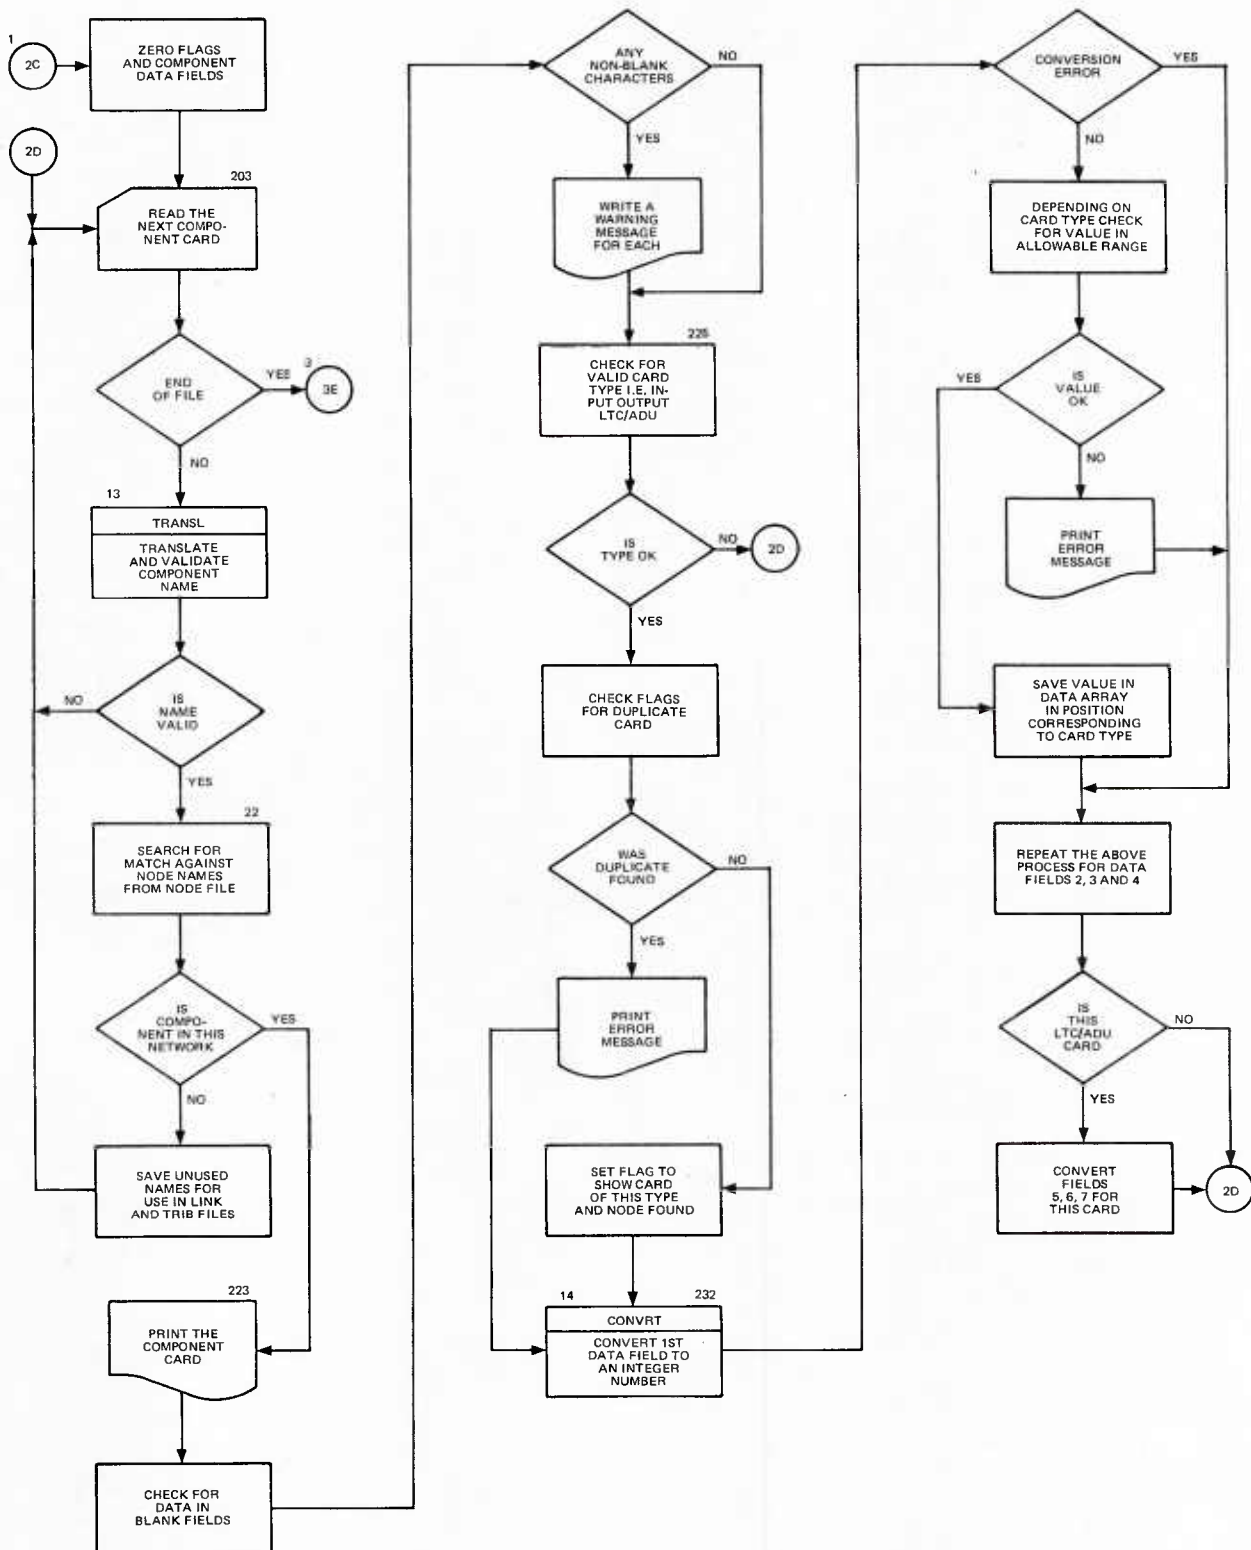 1
2C
ZERO FLAGS
AND COMPONENT
DATA FIELDS
2D
203
READ THE
NEXT COMPO-
NENT CARD
END
OF FILE
YES
3
3E
NO
13
TRANSL
TRANSLATE
AND VALIDATE
COMPONENT
NAME
NO
IS
NAME
VALID
YES
22
SEARCH FOR
MATCH AGAINST
NODE NAMES
FROM NODE FILE
IS
COMPO-
NENT IN THIS
NETWORK
YES
NO
SAVE UNUSED
NAMES FOR
USE IN LINK
AND TRIB FILES
223
PRINT THE
COMPONENT
CARD
CHECK FOR
DATA IN
BLANK FIELDS
ANY
NON-BLANK
CHARACTERS
NO
YES
WRITE A
WARNING
MESSAGE
FOR EACH
225
CHECK FOR
VALID CARD
TYPE I.E. IN-
PUT OUTPUT
LTC/ADU
IS
TYPE OK
NO
2D
YES
CHECK FLAGS
FOR DUPLICATE
CARD
WAS
DUPLICATE
FOUND
NO
YES
PRINT
ERROR
MESSAGE
SET FLAG TO
SHOW CARD
OF THIS TYPE
AND NODE FOUND
14
232
CONVRT
CONVERT 1ST
DATA FIELD TO
AN INTEGER
NUMBER
CONVERSION
ERROR
YES
NO
DEPENDING ON
CARD TYPE CHECK
FOR VALUE IN
ALLOWABLE RANGE
YES
IS
VALUE
OK
NO
PRINT
ERROR
MESSAGE
SAVE VALUE IN
DATA ARRAY
IN POSITION
CORRESPONDING
TO CARD TYPE
REPEAT THE ABOVE
PROCESS FOR DATA
FIELDS 2, 3 AND 4
IS
THIS
LTC/ADU
CARD
NO
YES
CONVERT
FIELDS
5, 6, 7 FOR
THIS CARD
2D